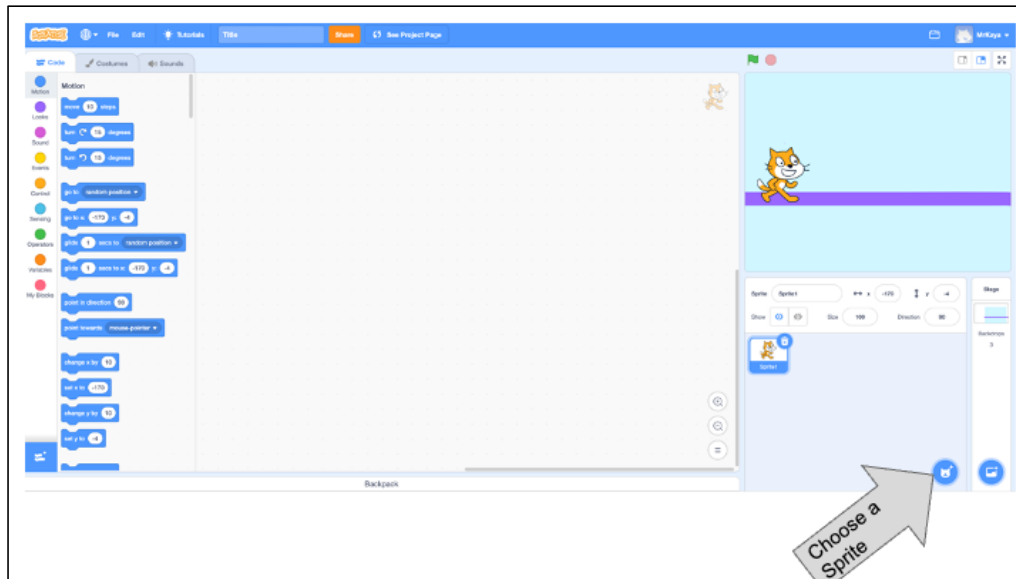 SCRATCH File Edit Tutorials Title Share See Project Page MrKaya
Code Costumes Sounds
Motion
Looks
Sound
Events
Control
Sensing
Operators
Variables
My Blocks
Motion
move 10 steps
turn 15 degrees
turn 15 degrees
go to random position
go to x: -173 y: -4
glide 1 secs to random position
glide 1 secs to x: -173 y: -4
point in direction 90
point towards mouse-pointer
change x by 10
set x to -173
change y by 10
set y to -4
Backpack
Sprite Sprite1 x -173 y -4
Show Size 100 Direction 90
Sprite1
Stage
Backdrops
3
Choose a
Sprite